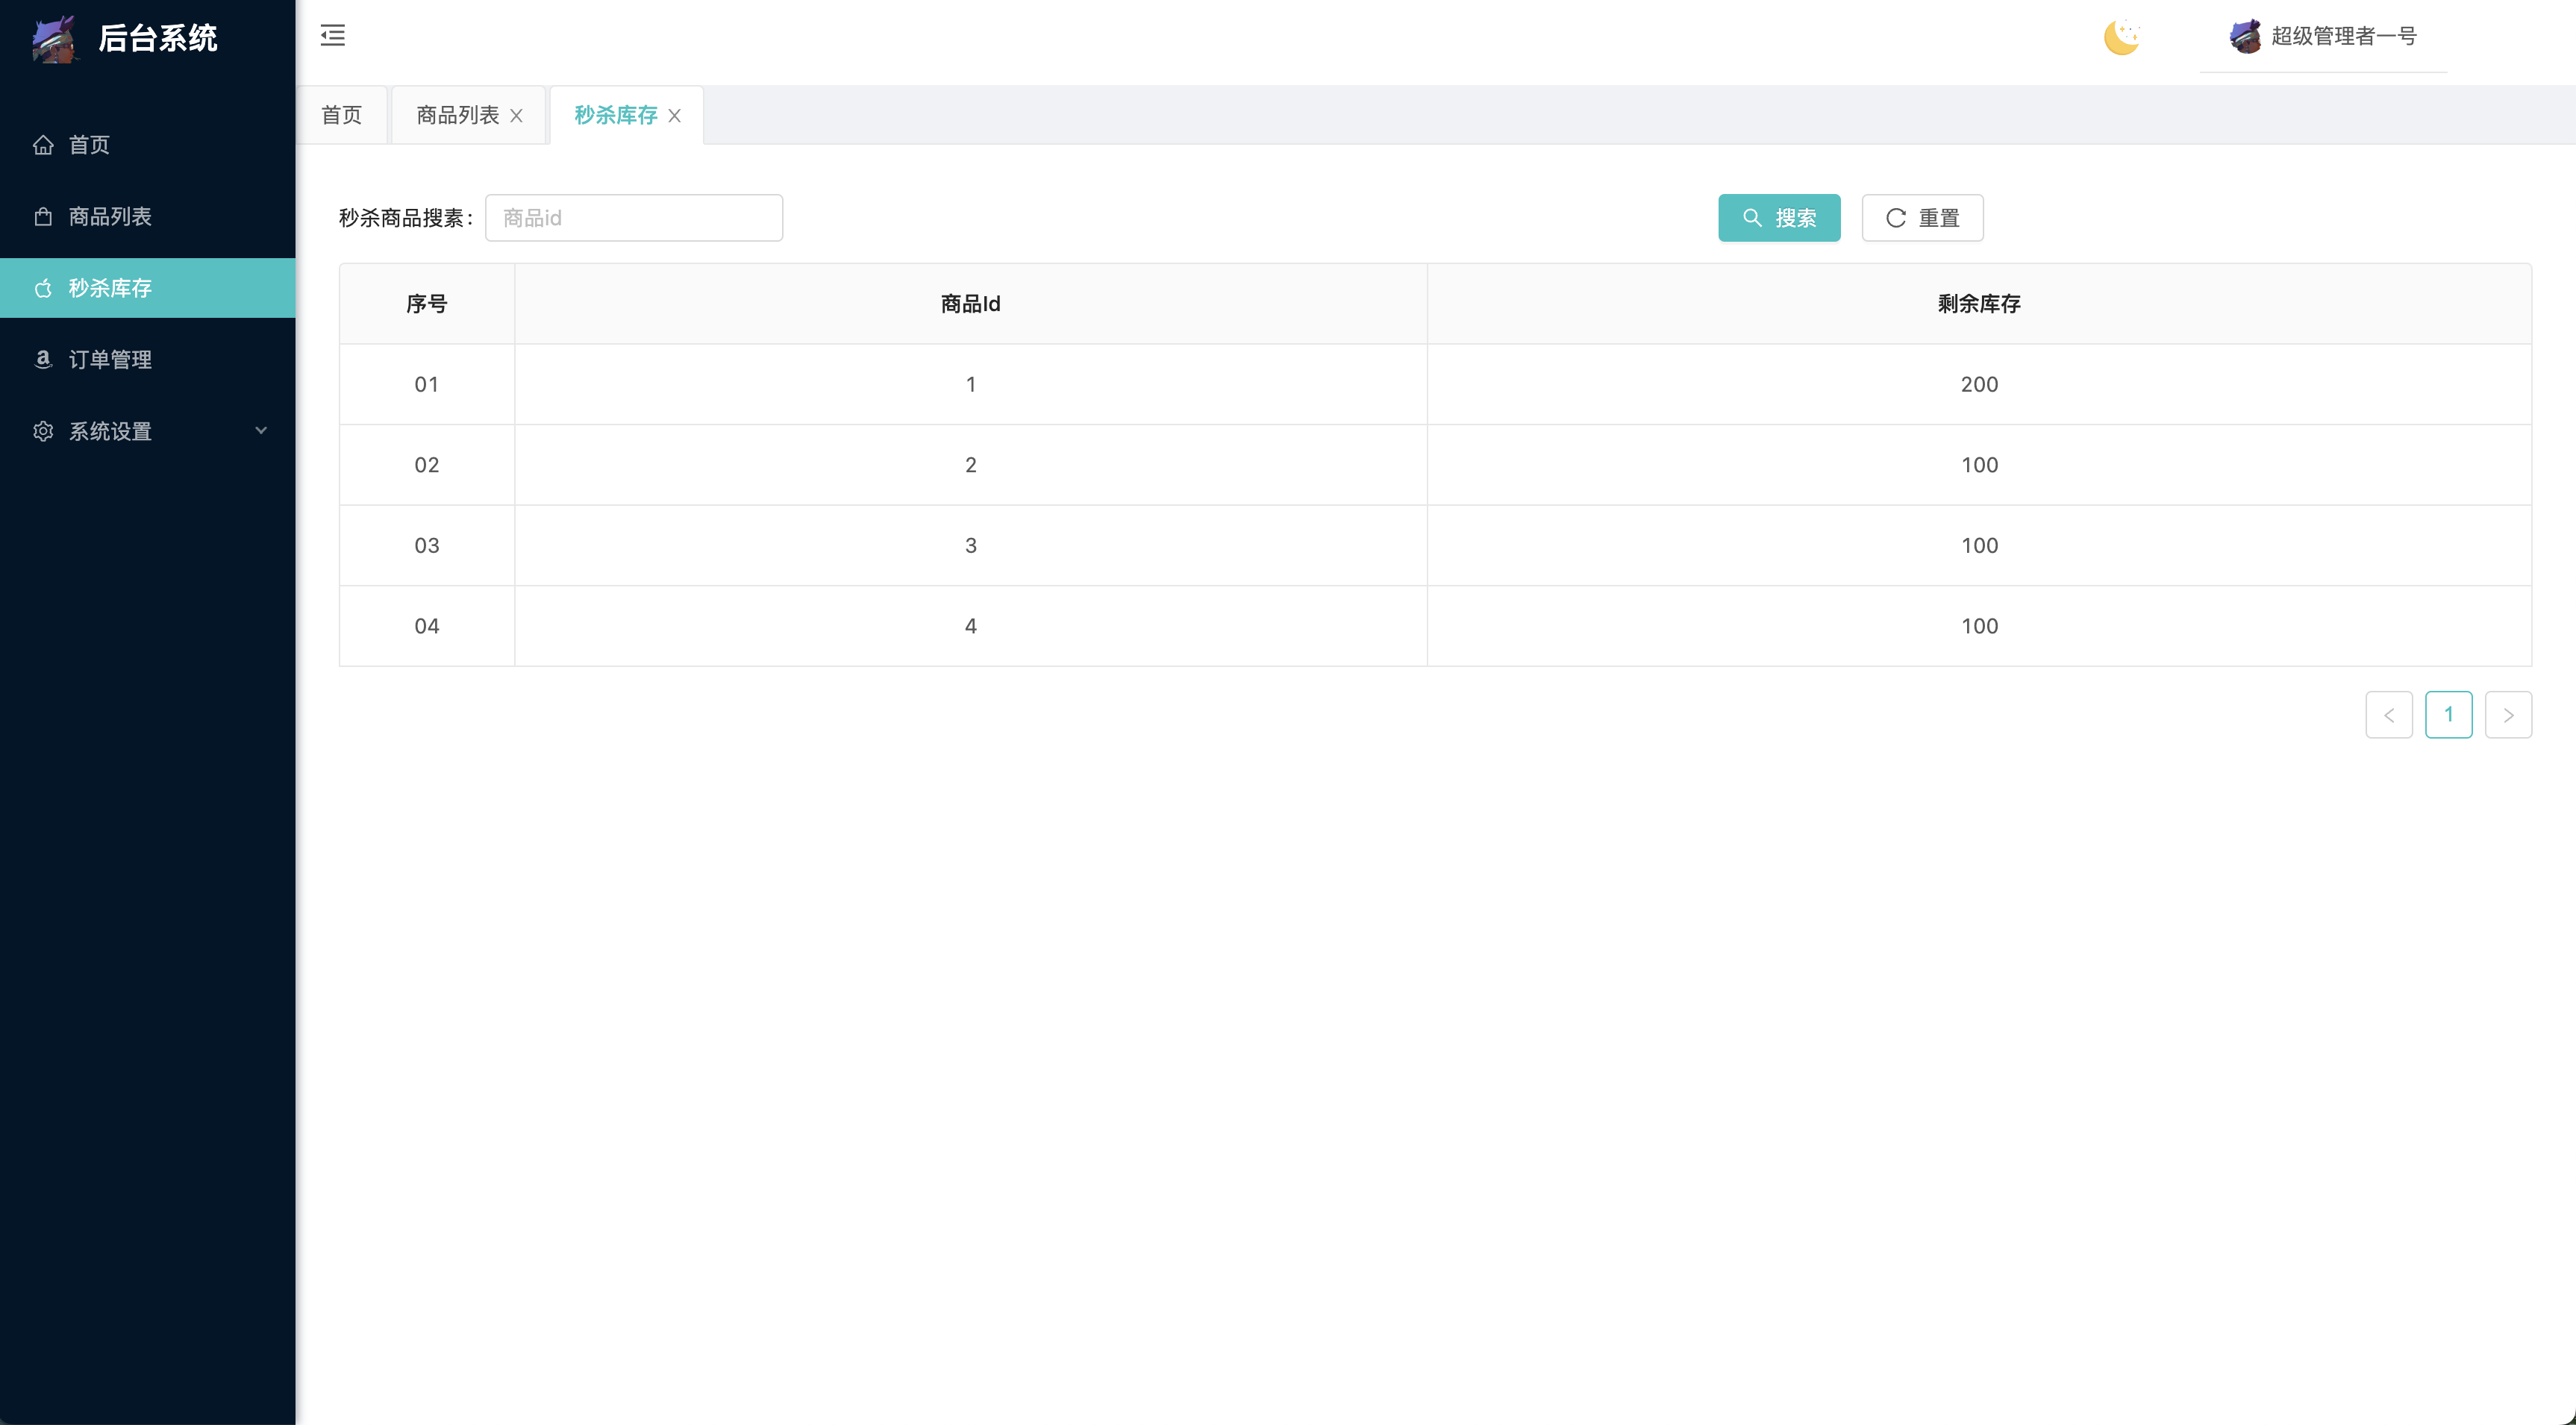 后台系统
超级管理者一号
首页
商品列表
秒杀库存
订单管理
系统设置
首页 商品列表 秒杀库存
秒杀商品搜素: 商品id 搜索 重置
序号 商品Id 剩余库存
01 1 200
02 2 100
03 3 100
04 4 100
1